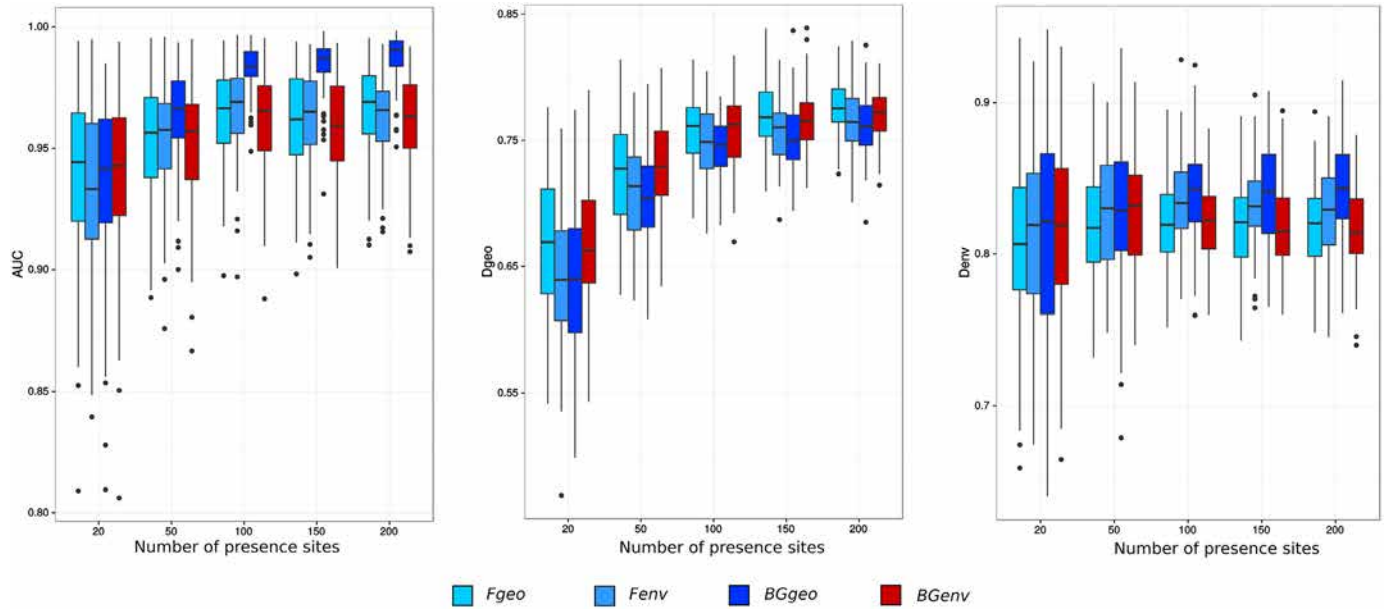 1.00
0.95
0.90
0.85
0.80
AUC
20 50 100 150 200
Number of presence sites
0.85
0.75
0.65
0.55
Dgeo
20 50 100 150 200
Number of presence sites
0.9
0.8
0.7
Denv
20 50 100 150 200
Number of presence sites
Fgeo Fenv BGgeo BGenv